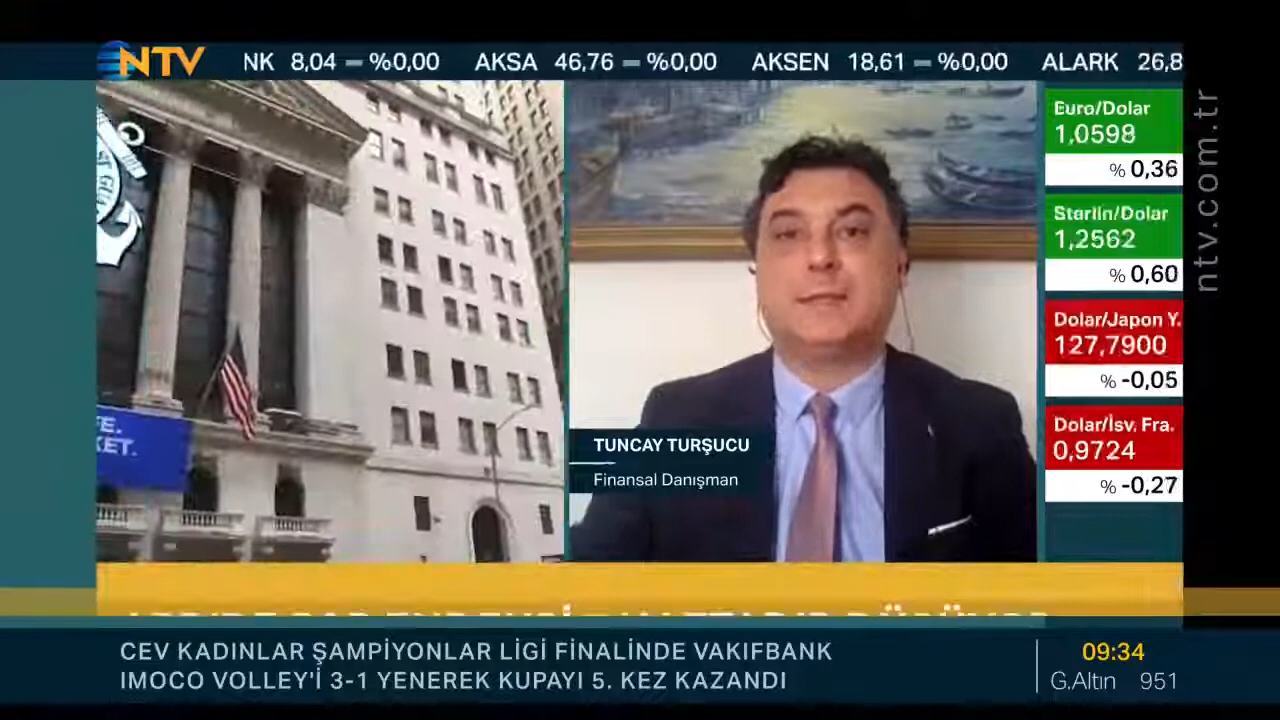 NTV
NK 8,04 %0,00 AKSA 46,76 %0,00 AKSEN 18,61 %0,00 ALARK 26,8
Euro/Dolar
1,0598
% 0,36
Sterlin/Dolar
1,2562
% 0,60
Dolar/Japon Y.
127,7900
% -0,05
Dolar/İsv. Fra.
0,9724
% -0,27
ntv.com.tr
TUNCAY TURŞUCU
Finansal Danışman
CEV KADINLAR ŞAMPİYONLAR LİGİ FİNALİNDE VAKIFBANK
IMOCO VOLLEY'İ 3-1 YENEREK KUPAYI 5. KEZ KAZANDI
09:34
G.Altın 951